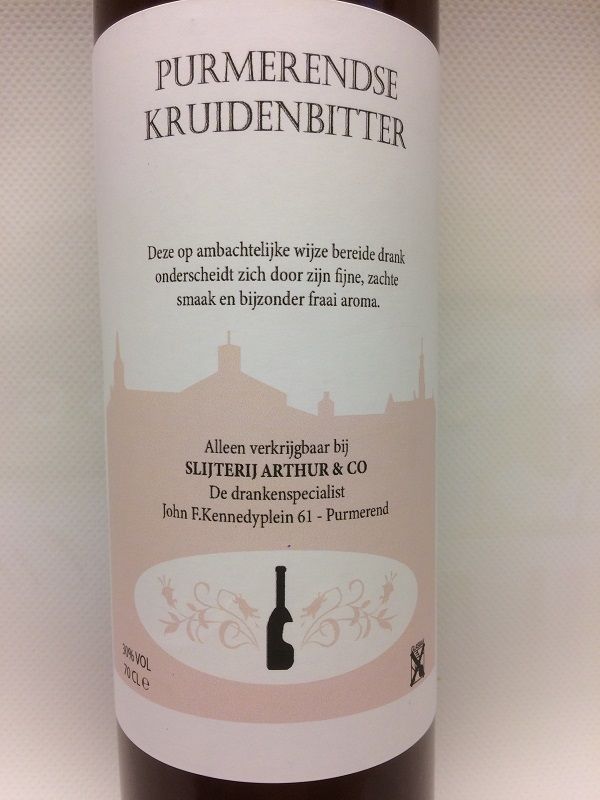 PURMERENDSE
KRUIDENBITTER
Deze op ambachtelijke wijze bereide drank
onderscheidt zich door zijn fijne, zachte
smaak en bijzonder fraai aroma.
Alleen verkrijgbaar bij
SLIJTERIJ ARTHUR & CO
De drankenspecialist
John F.Kennedyplein 61 - Purmerend
30% VOL
70 CL ℮